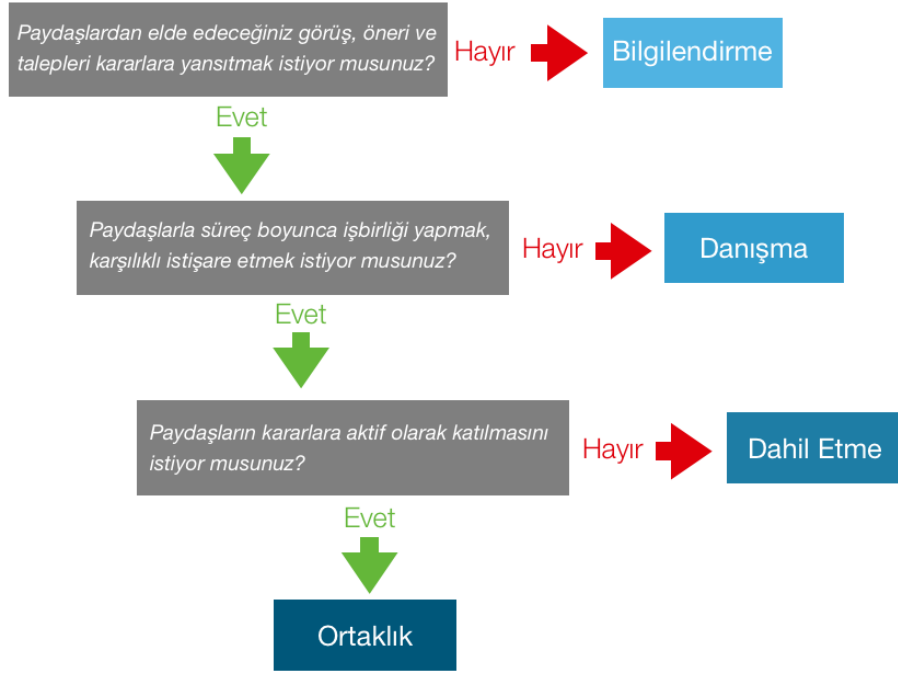 Paydaşlardan elde edeceğiniz görüş, öneri ve
talepleri kararlara yansıtmak istiyor musunuz?
Hayır
Bilgilendirme
Evet
Paydaşlarla süreç boyunca işbirliği yapmak,
karşılıklı istişare etmek istiyor musunuz?
Hayır
Danışma
Evet
Paydaşların kararlara aktif olarak katılmasını
istiyor musunuz?
Hayır
Dahil Etme
Evet
Ortaklık